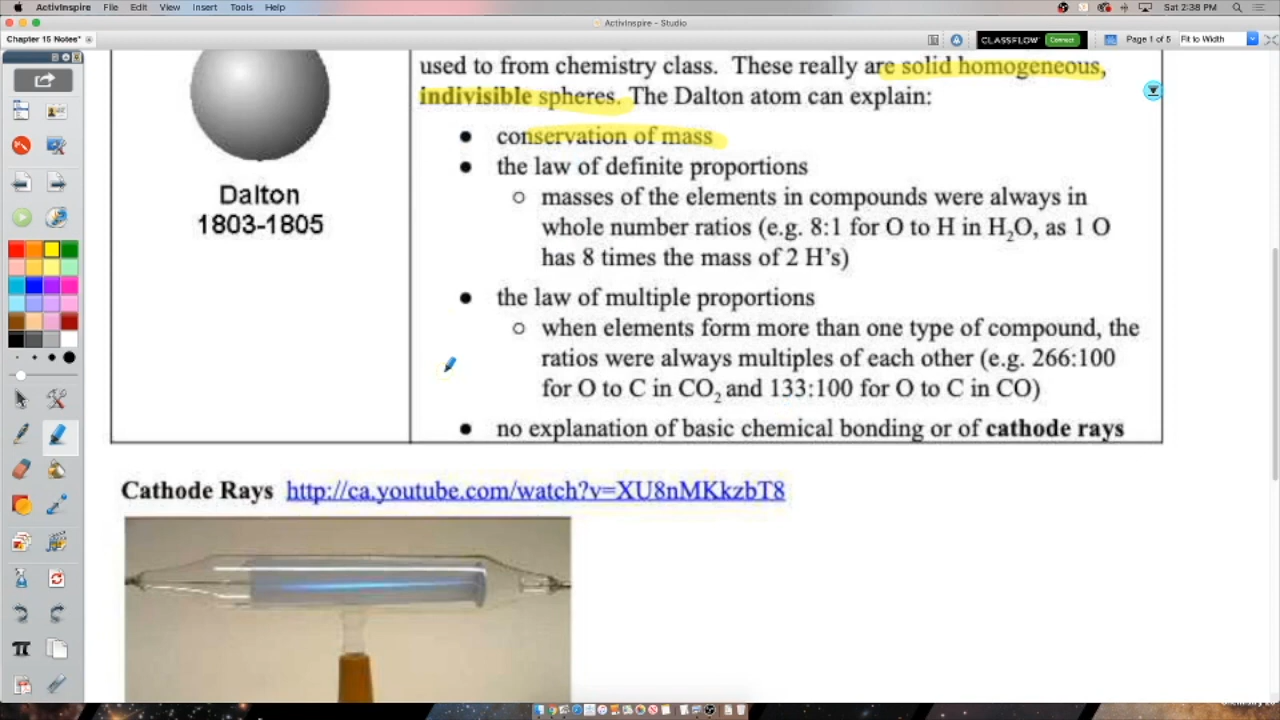 ActivInspire File Edit View Insert Tools Help Sat 2:38 PM
ActivInspire - Studio
Chapter 15 Notes* CLASSFLOW Connect Page 1 of 5 Fit to Width
used to from chemistry class. These really are solid homogeneous,
indivisible spheres. The Dalton atom can explain:
● conservation of mass
● the law of definite proportions
○ masses of the elements in compounds were always in
whole number ratios (e.g. 8:1 for O to H in H₂O, as 1 O
has 8 times the mass of 2 H's)
● the law of multiple proportions
○ when elements form more than one type of compound, the
ratios were always multiples of each other (e.g. 266:100
for O to C in CO₂ and 133:100 for O to C in CO)
● no explanation of basic chemical bonding or of cathode rays
Dalton
1803-1805
Cathode Rays http://ca.youtube.com/watch?v=XU8nMKkzbT8